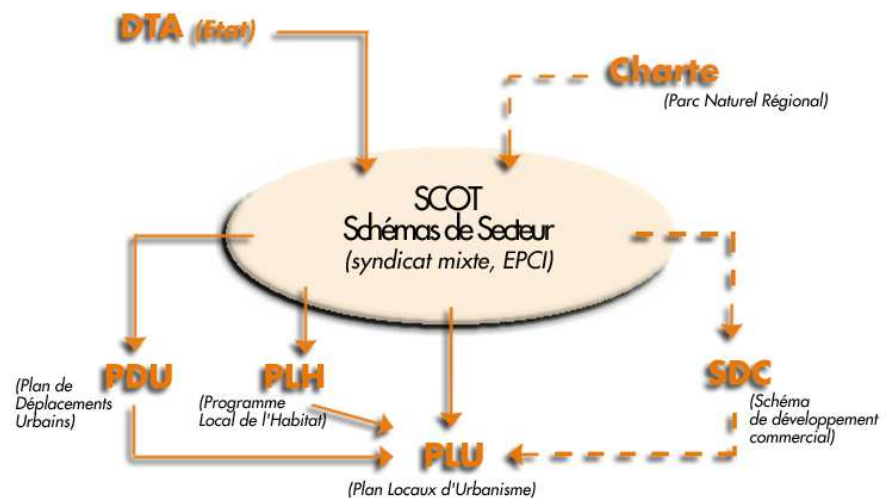 DTA (Etat)
Charte
(Parc Naturel Régional)
SCOT
Schémas de Secteur
(syndicat mixte, EPCI)
PDU
(Plan de
Déplacements
Urbains)
PLH
(Programme
Local de l'Habitat)
SDC
(Schéma
de développement
commercial)
PLU
(Plan Locaux d'Urbanisme)